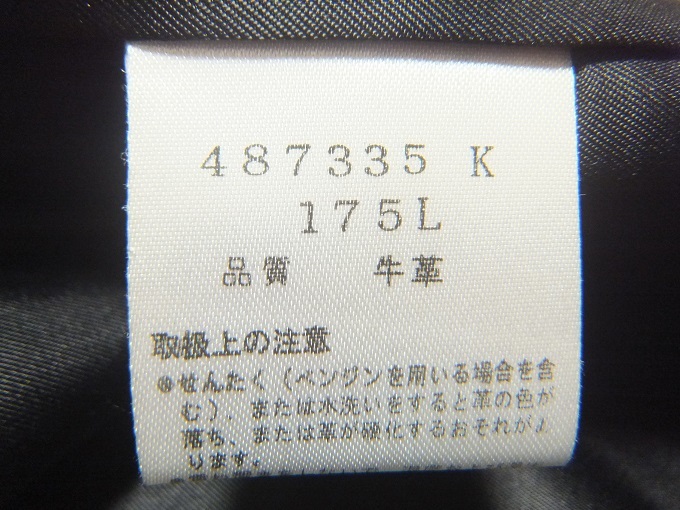 487335 K
175L
品質 牛革
取扱上の注意
●せんたく（ベンジンを用いる場合を含
む）、または水洗いをすると革の色が
落ち、または革が硬化するおそれがあ
ります。